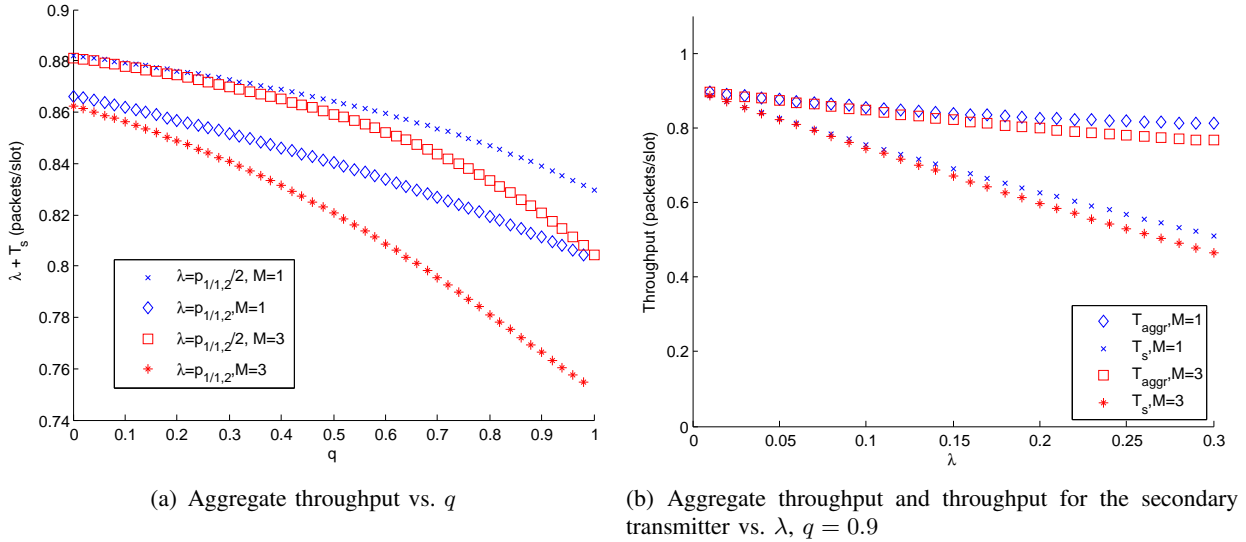 0.9
0.88
0.86
0.84
0.82
0.8
0.78
0.76
0.74
λ + T_s (packets/slot)
0 0.1 0.2 0.3 0.4 0.5 0.6 0.7 0.8 0.9 1
q
λ=p_{1/1,2}/2, M=1
λ=p_{1/1,2},M=1
λ=p_{1/1,2}/2, M=3
λ=p_{1/1,2},M=3
(a) Aggregate throughput vs. q
1
0.8
0.6
0.4
0.2
0
Throughput (packets/slot)
0.05 0.1 0.15 0.2 0.25 0.3
λ
T_{aggr},M=1
T_s,M=1
T_{aggr},M=3
T_s,M=3
(b) Aggregate throughput and throughput for the secondary
transmitter vs. λ, q = 0.9